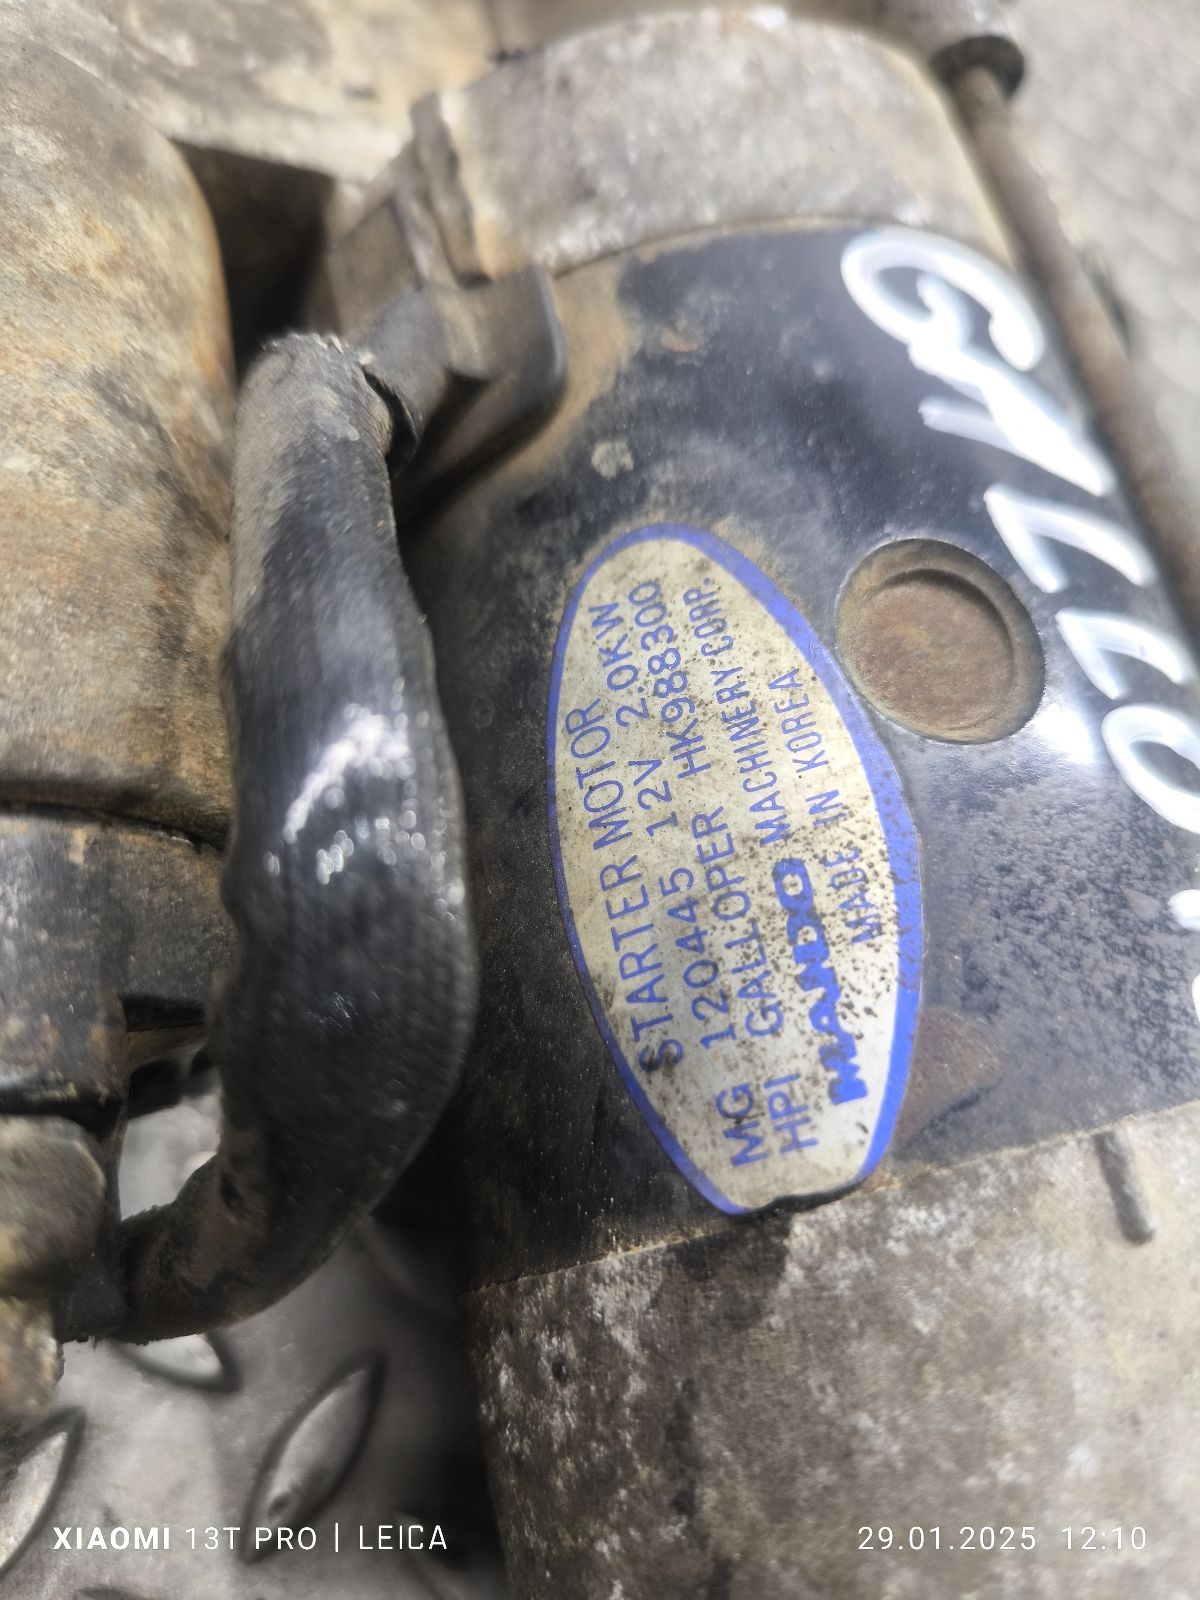 STARTER MOTOR
MG 120445 12V 2.0KW
HPI GALLOPER HK988300
MANDO MACHINERY CORP.
MADE IN KOREA
XIAOMI 13T PRO | LEICA
29.01.2025 12:10